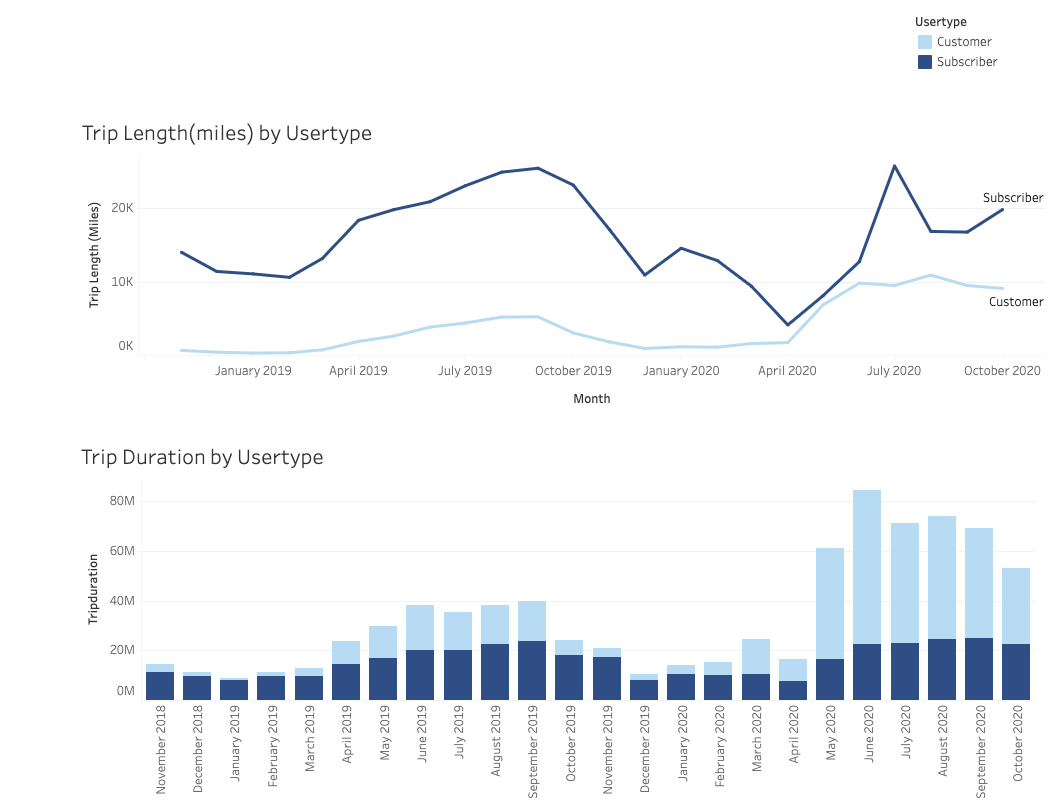 Usertype
Customer
Subscriber
Trip Length(miles) by Usertype
Trip Length (Miles)
20K
10K
0K
Subscriber
Customer
January 2019
April 2019
July 2019
October 2019
January 2020
April 2020
July 2020
October 2020
Month
Trip Duration by Usertype
Tripduration
80M
60M
40M
20M
0M
November 2018
December 2018
January 2019
February 2019
March 2019
April 2019
May 2019
June 2019
July 2019
August 2019
September 2019
October 2019
November 2019
December 2019
January 2020
February 2020
March 2020
April 2020
May 2020
June 2020
July 2020
August 2020
September 2020
October 2020